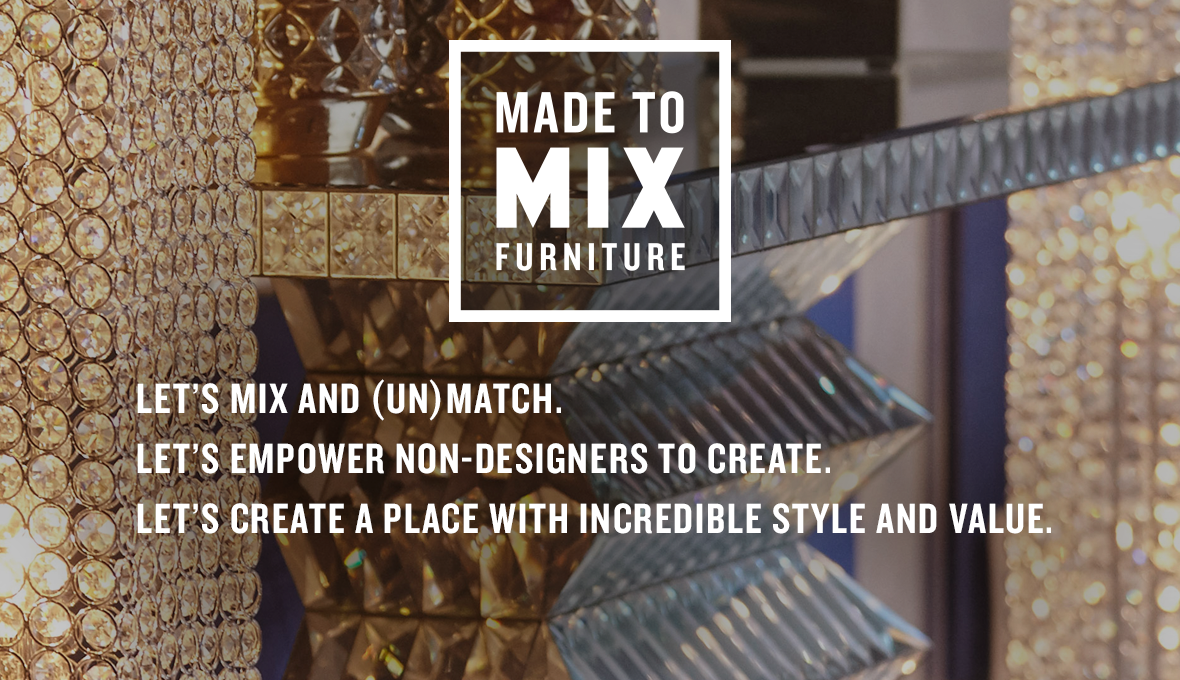 MADE TO
MIX
FURNITURE
LET’S MIX AND (UN)MATCH.
LET’S EMPOWER NON-DESIGNERS TO CREATE.
LET’S CREATE A PLACE WITH INCREDIBLE STYLE AND VALUE.